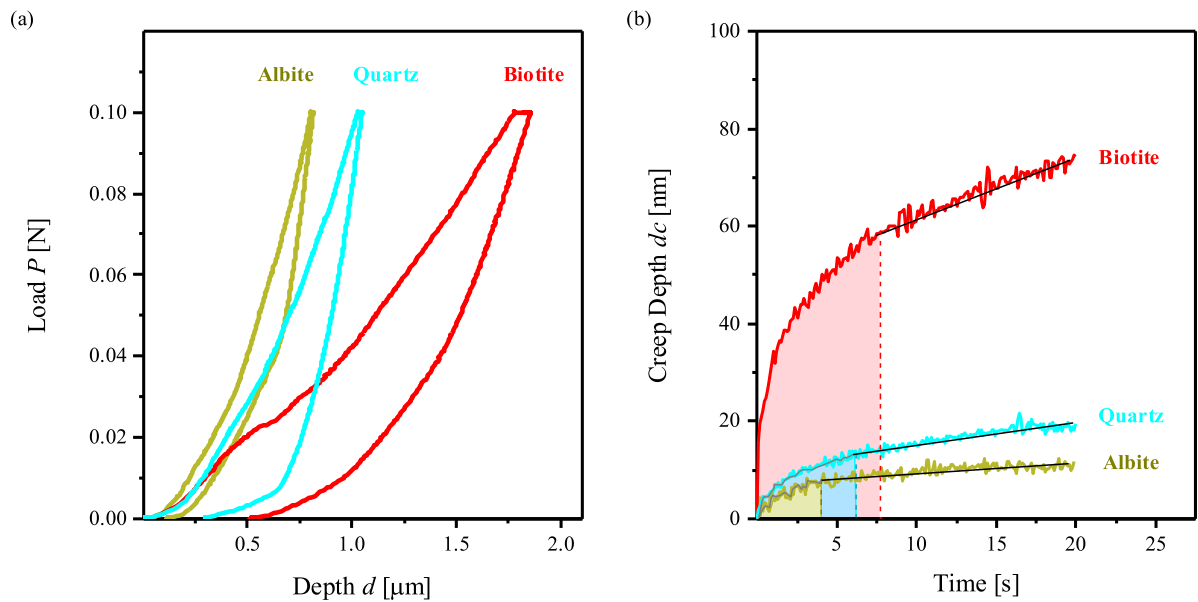 (a)
Albite
Quartz
Biotite
0.10
0.08
0.06
0.04
0.02
0.00
Load P [N]
0.5
1.0
1.5
2.0
Depth d [μm]
(b)
100
80
60
40
20
0
Creep Depth dc [nm]
Biotite
Quartz
Albite
5
10
15
20
25
Time [s]